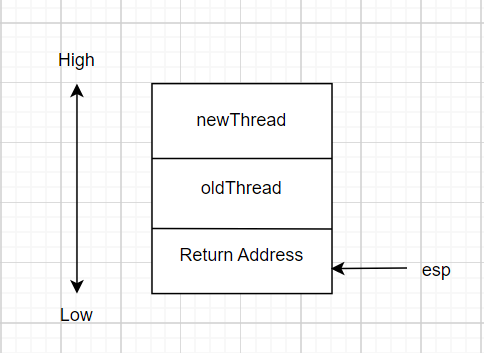 High
newThread
oldThread
Return Address
esp
Low